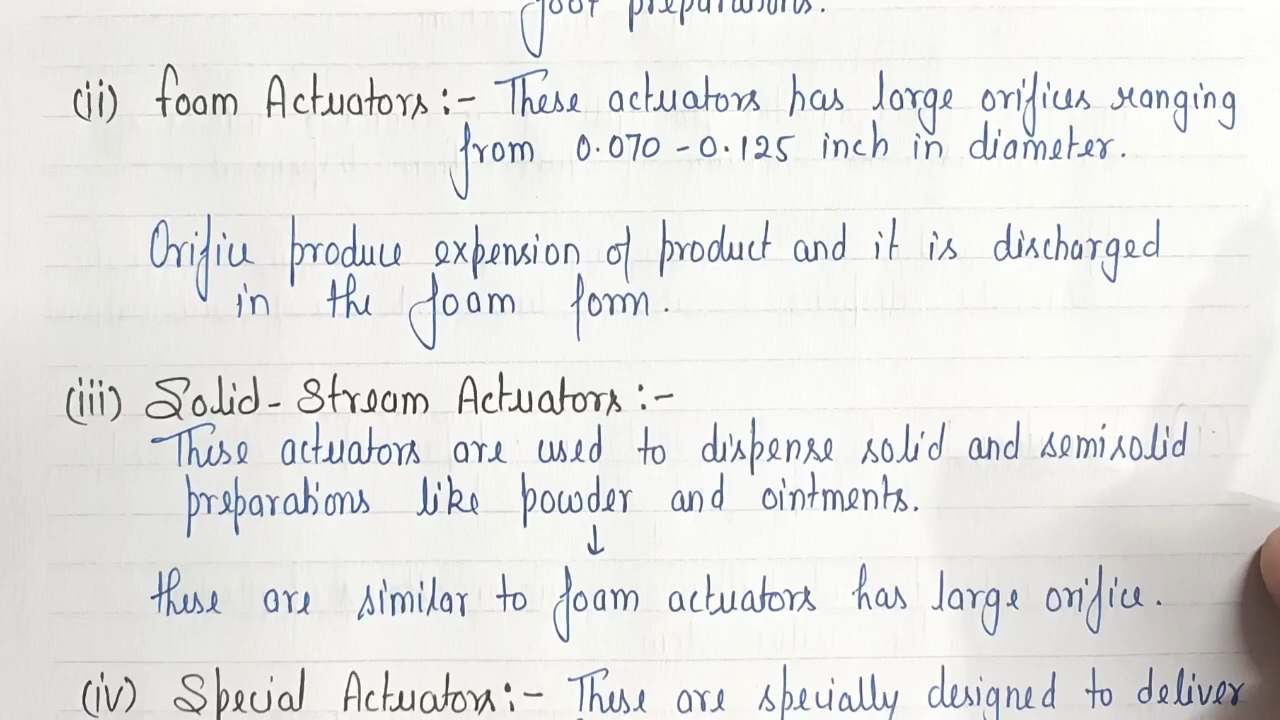 foot preparations.
(ii) foam Actuators :- These actuators has large orifices ranging
from 0.070 - 0.125 inch in diameter.
Orifice produce expension of product and it is discharged
in the foam form.
(iii) Solid - Stream Actuators :-
These actuators are used to dispense solid and semisolid
preparations like powder and ointments.
↓
these are similar to foam actuators has large orifice.
(iv) Special Actuators :- These are specially designed to deliver